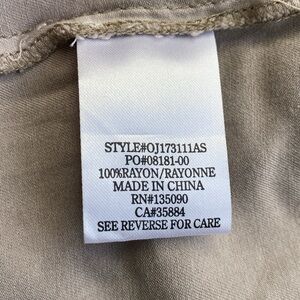 STYLE#OJ173111AS
PO#08181-00
100%RAYON/RAYONNE
MADE IN CHINA
RN#135090
CA#35884
SEE REVERSE FOR CARE